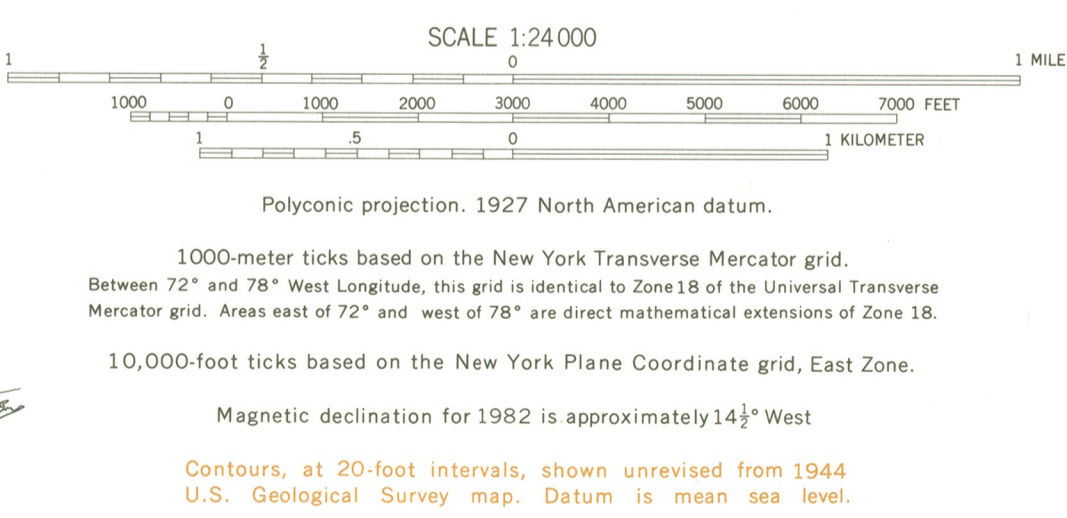 SCALE 1:24 000
1 ½ 0 1 MILE
1000 0 1000 2000 3000 4000 5000 6000 7000 FEET
1 .5 0 1 KILOMETER
Polyconic projection. 1927 North American datum.
1000-meter ticks based on the New York Transverse Mercator grid.
Between 72° and 78° West Longitude, this grid is identical to Zone 18 of the Universal Transverse
Mercator grid. Areas east of 72° and west of 78° are direct mathematical extensions of Zone 18.
10,000-foot ticks based on the New York Plane Coordinate grid, East Zone.
Magnetic declination for 1982 is approximately 14½° West
Contours, at 20-foot intervals, shown unrevised from 1944
U.S. Geological Survey map. Datum is mean sea level.